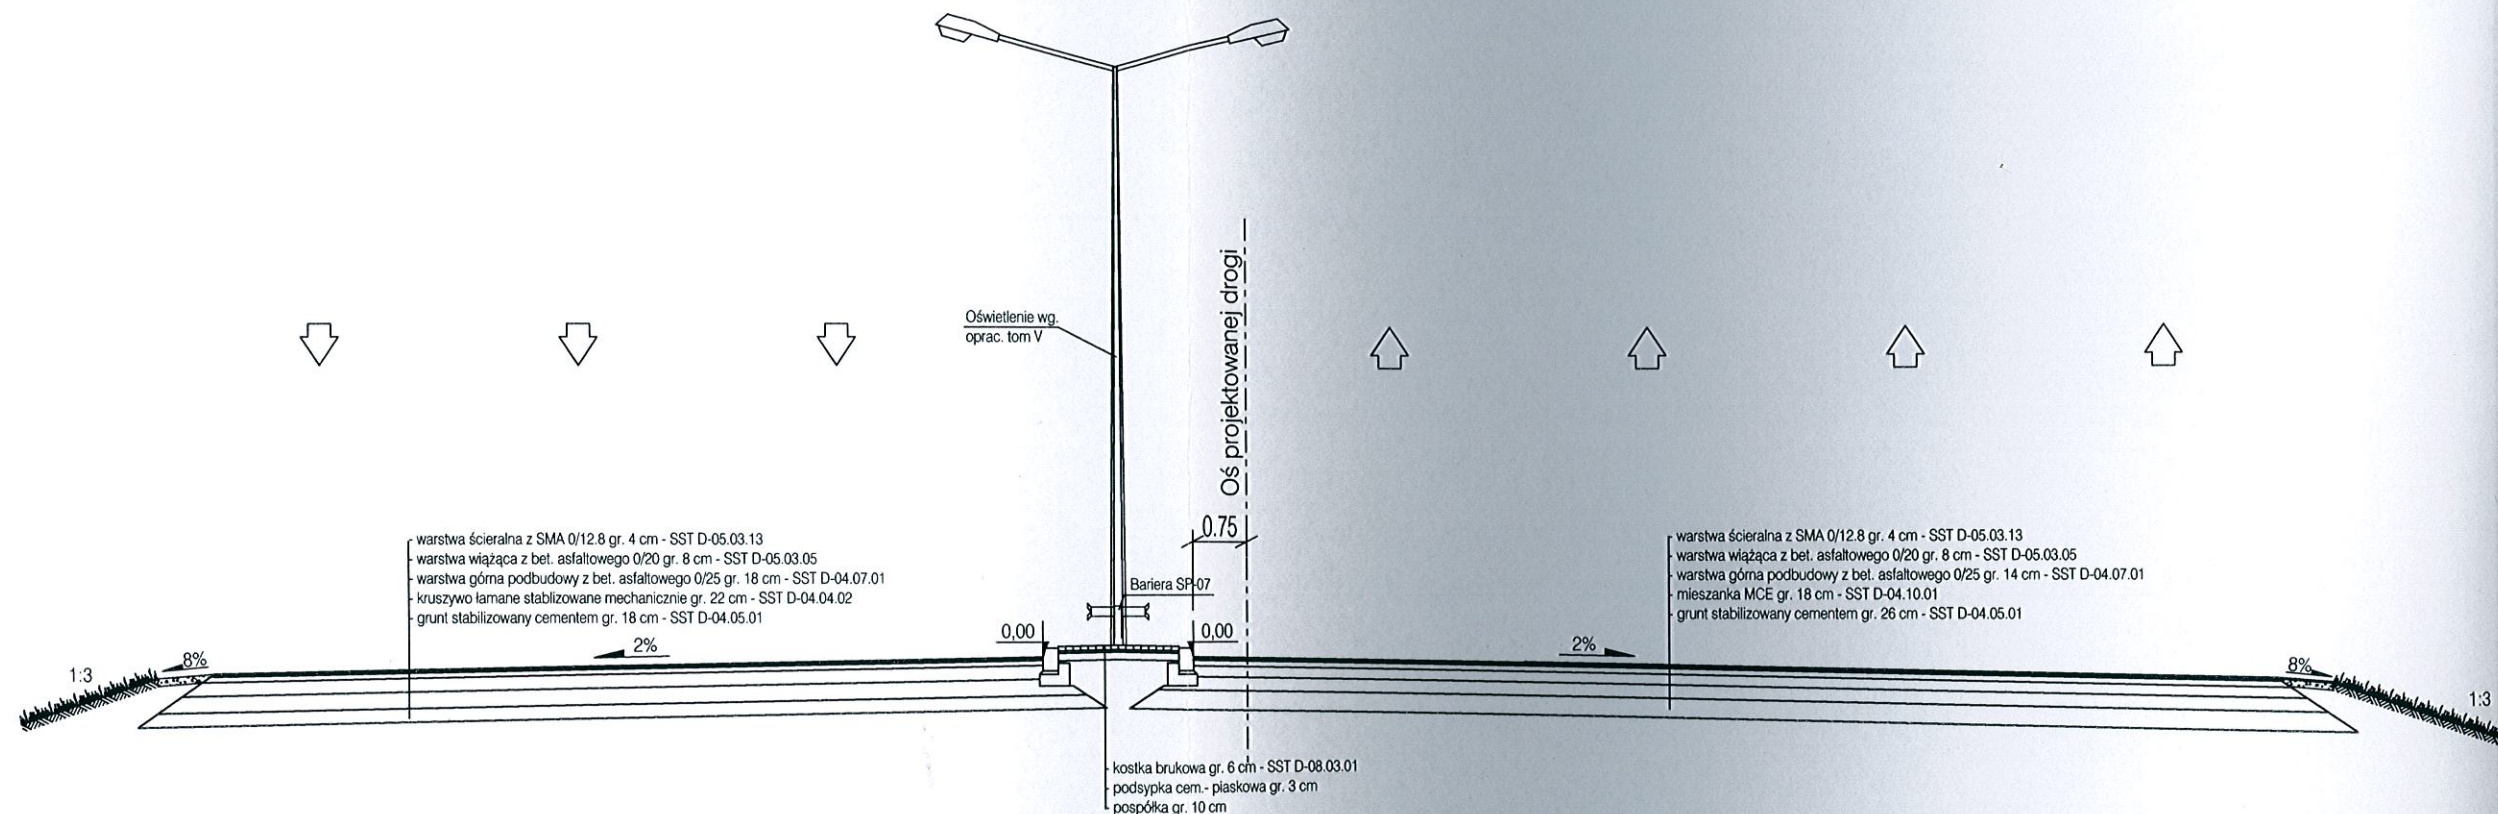 Oświetlenie wg.
oprac. tom V
Oś projektowanej drogi
0.75
warstwa ścieralna z SMA 0/12.8 gr. 4 cm - SST D-05.03.13
warstwa wiążąca z bet. asfaltowego 0/20 gr. 8 cm - SST D-05.03.05
warstwa górna podbudowy z bet. asfaltowego 0/25 gr. 18 cm - SST D-04.07.01
kruszywo łamane stablizowane mechanicznie gr. 22 cm - SST D-04.04.02
grunt stabilizowany cementem gr. 18 cm - SST D-04.05.01
Bariera SP-07
warstwa ścieralna z SMA 0/12.8 gr. 4 cm - SST D-05.03.13
warstwa wiążąca z bet. asfaltowego 0/20 gr. 8 cm - SST D-05.03.05
warstwa górna podbudowy z bet. asfaltowego 0/25 gr. 14 cm - SST D-04.07.01
mieszanka MCE gr. 18 cm - SST D-04.10.01
grunt stabilizowany cementem gr. 26 cm - SST D-04.05.01
0,00
0,00
1:3
8%
2%
2%
8%
1:3
kostka brukowa gr. 6 cm - SST D-08.03.01
podsypka cem.- piaskowa gr. 3 cm
pospółka gr. 10 cm